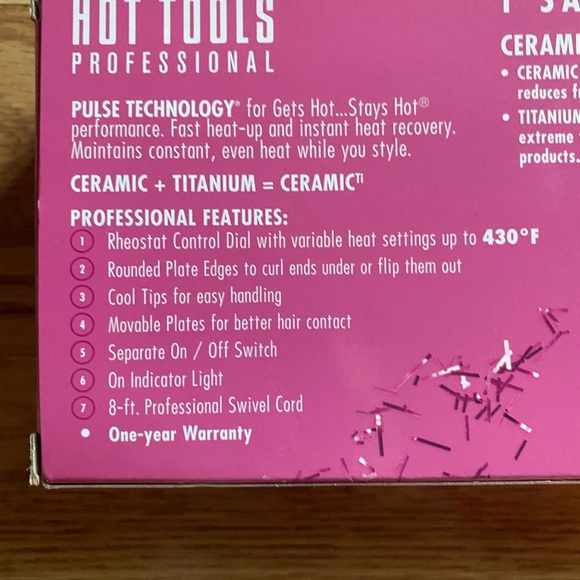 HOT TOOLS
PROFESSIONAL
PULSE TECHNOLOGY® for Gets Hot...Stays Hot®
performance. Fast heat-up and instant heat recovery.
Maintains constant, even heat while you style.
CERAMIC + TITANIUM = CERAMICTi
PROFESSIONAL FEATURES:
1 Rheostat Control Dial with variable heat settings up to 430°F
2 Rounded Plate Edges to curl ends under or flip them out
3 Cool Tips for easy handling
4 Movable Plates for better hair contact
5 Separate On / Off Switch
6 On Indicator Light
7 8-ft. Professional Swivel Cord
• One-year Warranty
• CERAMIC
reduces
• TITANIUM
extreme
products.